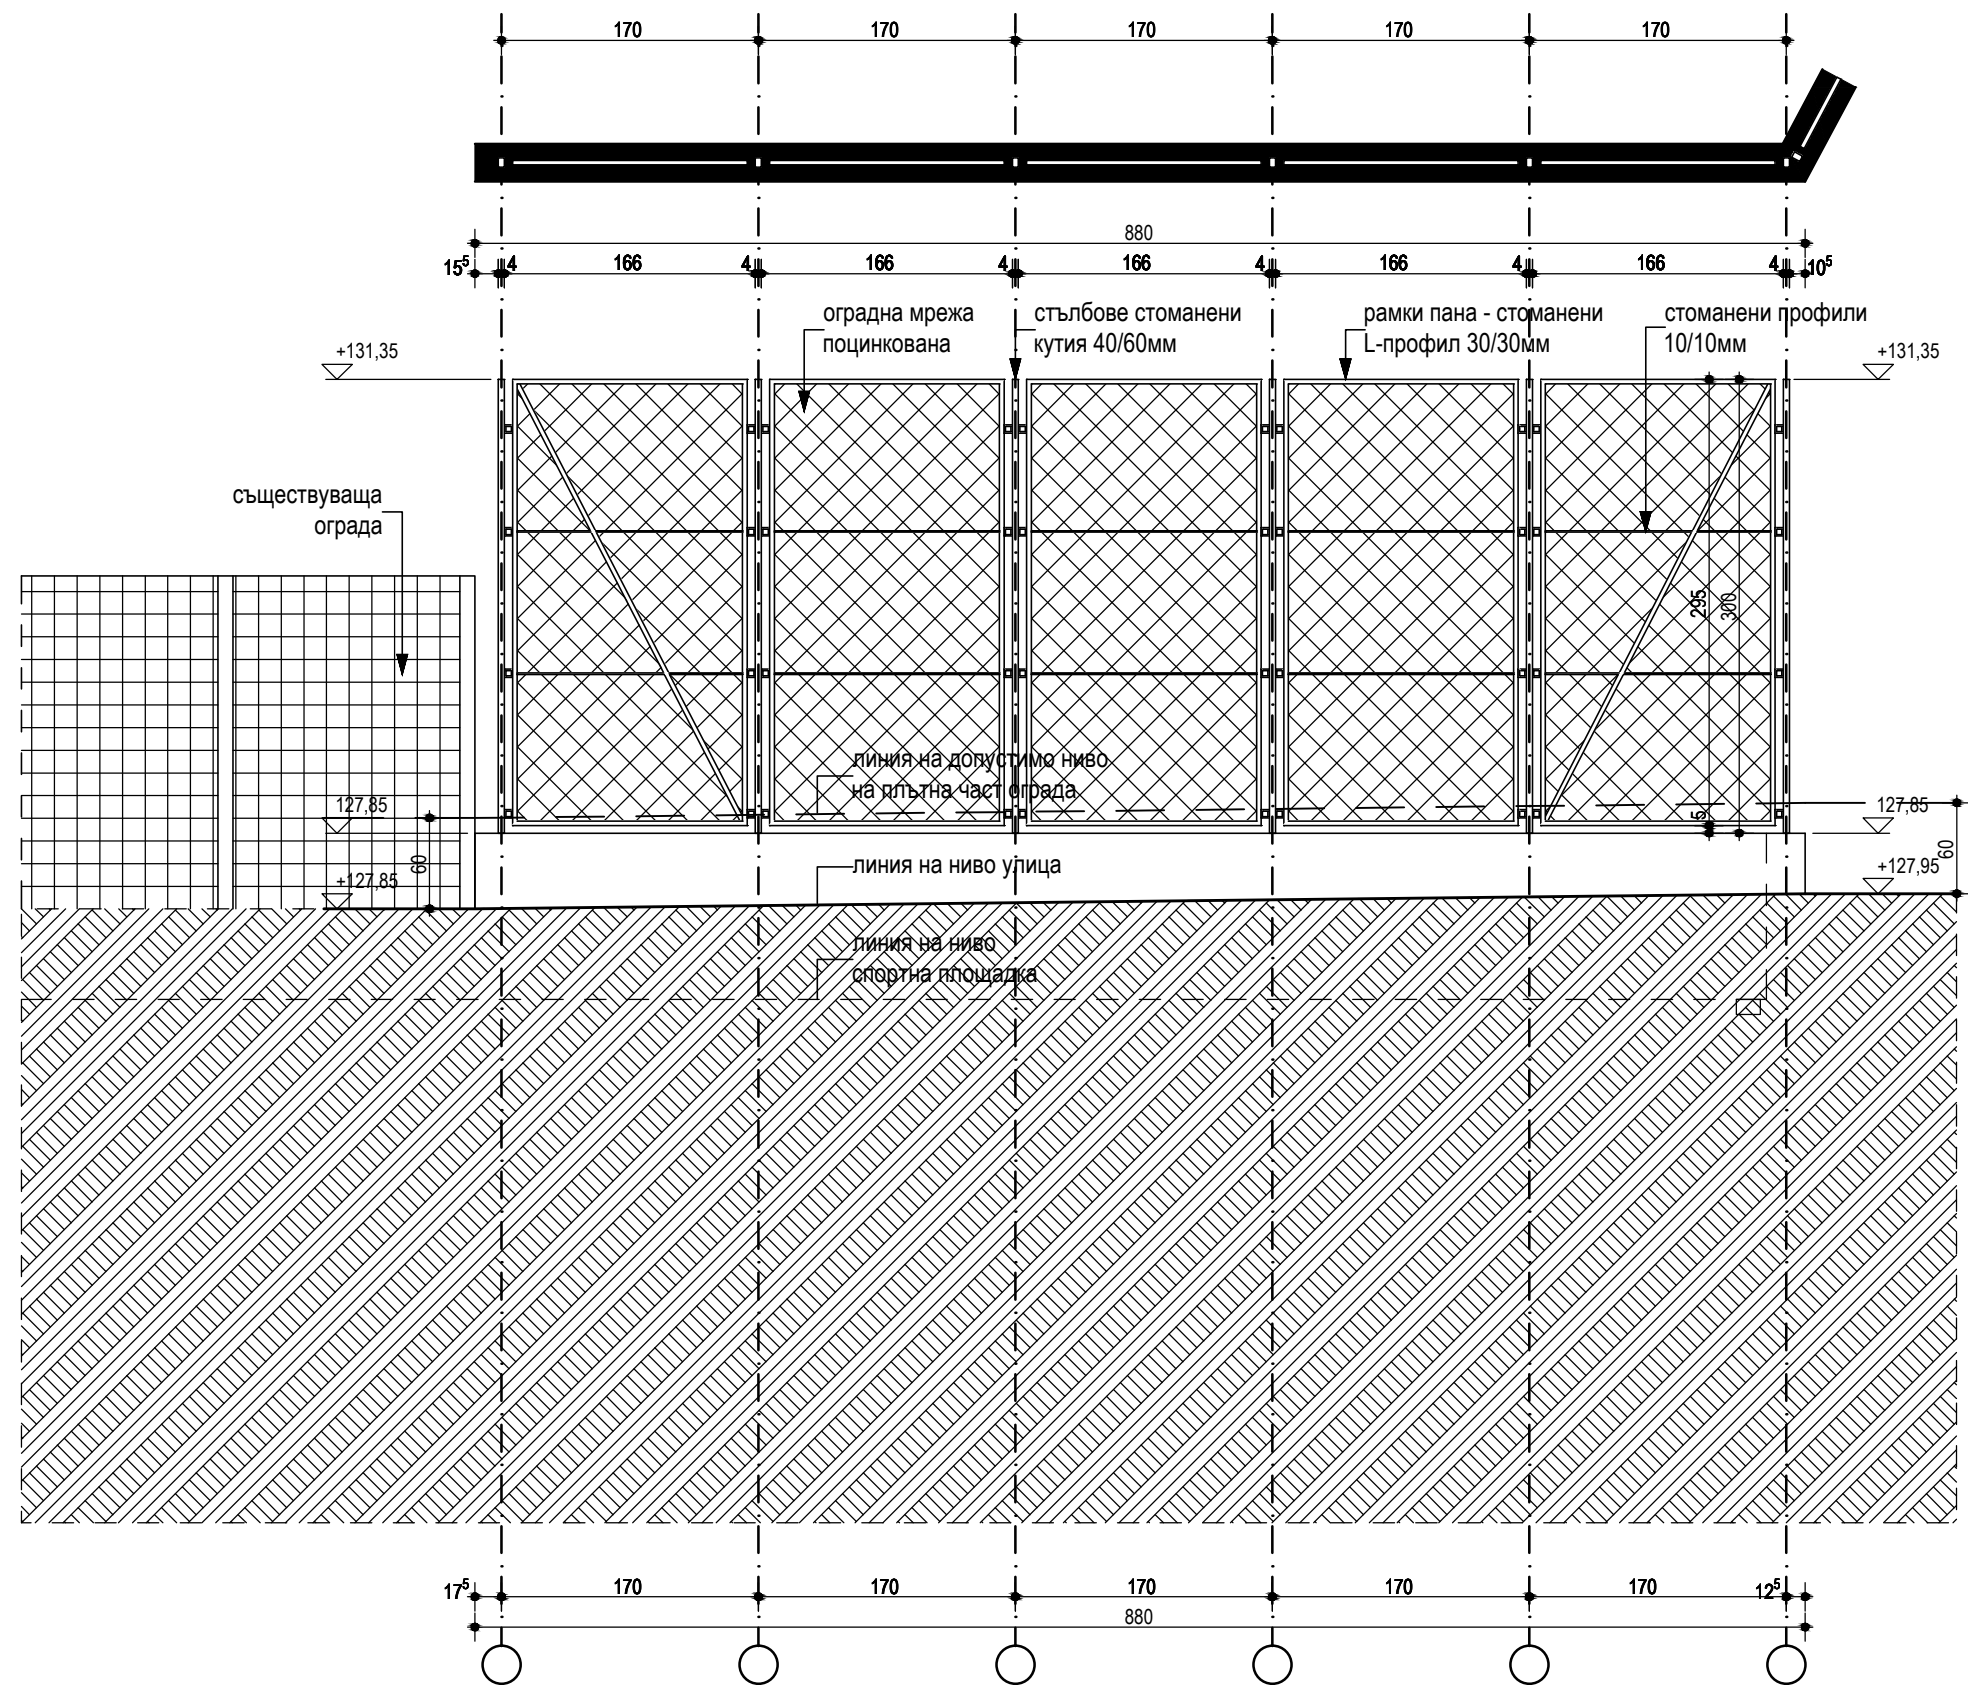 170 170 170 170 170
880
15⁵ 4 166 4 166 4 166 4 166 4 166 4 10⁵
оградна мрежа
поцинкована
стълбове стоманени
кутия 40/60мм
рамки пана - стоманени
L-профил 30/30мм
стоманени профили
10/10мм
+131,35
+131,35
съществуваща
ограда
295
300
линия на допустимо ниво
на плътна част ограда
127,85
127,85
5
60
60
линия на ниво улица
+127,85
+127,95
линия на ниво
спортна площадка
17⁵ 170 170 170 170 170 12⁵
880